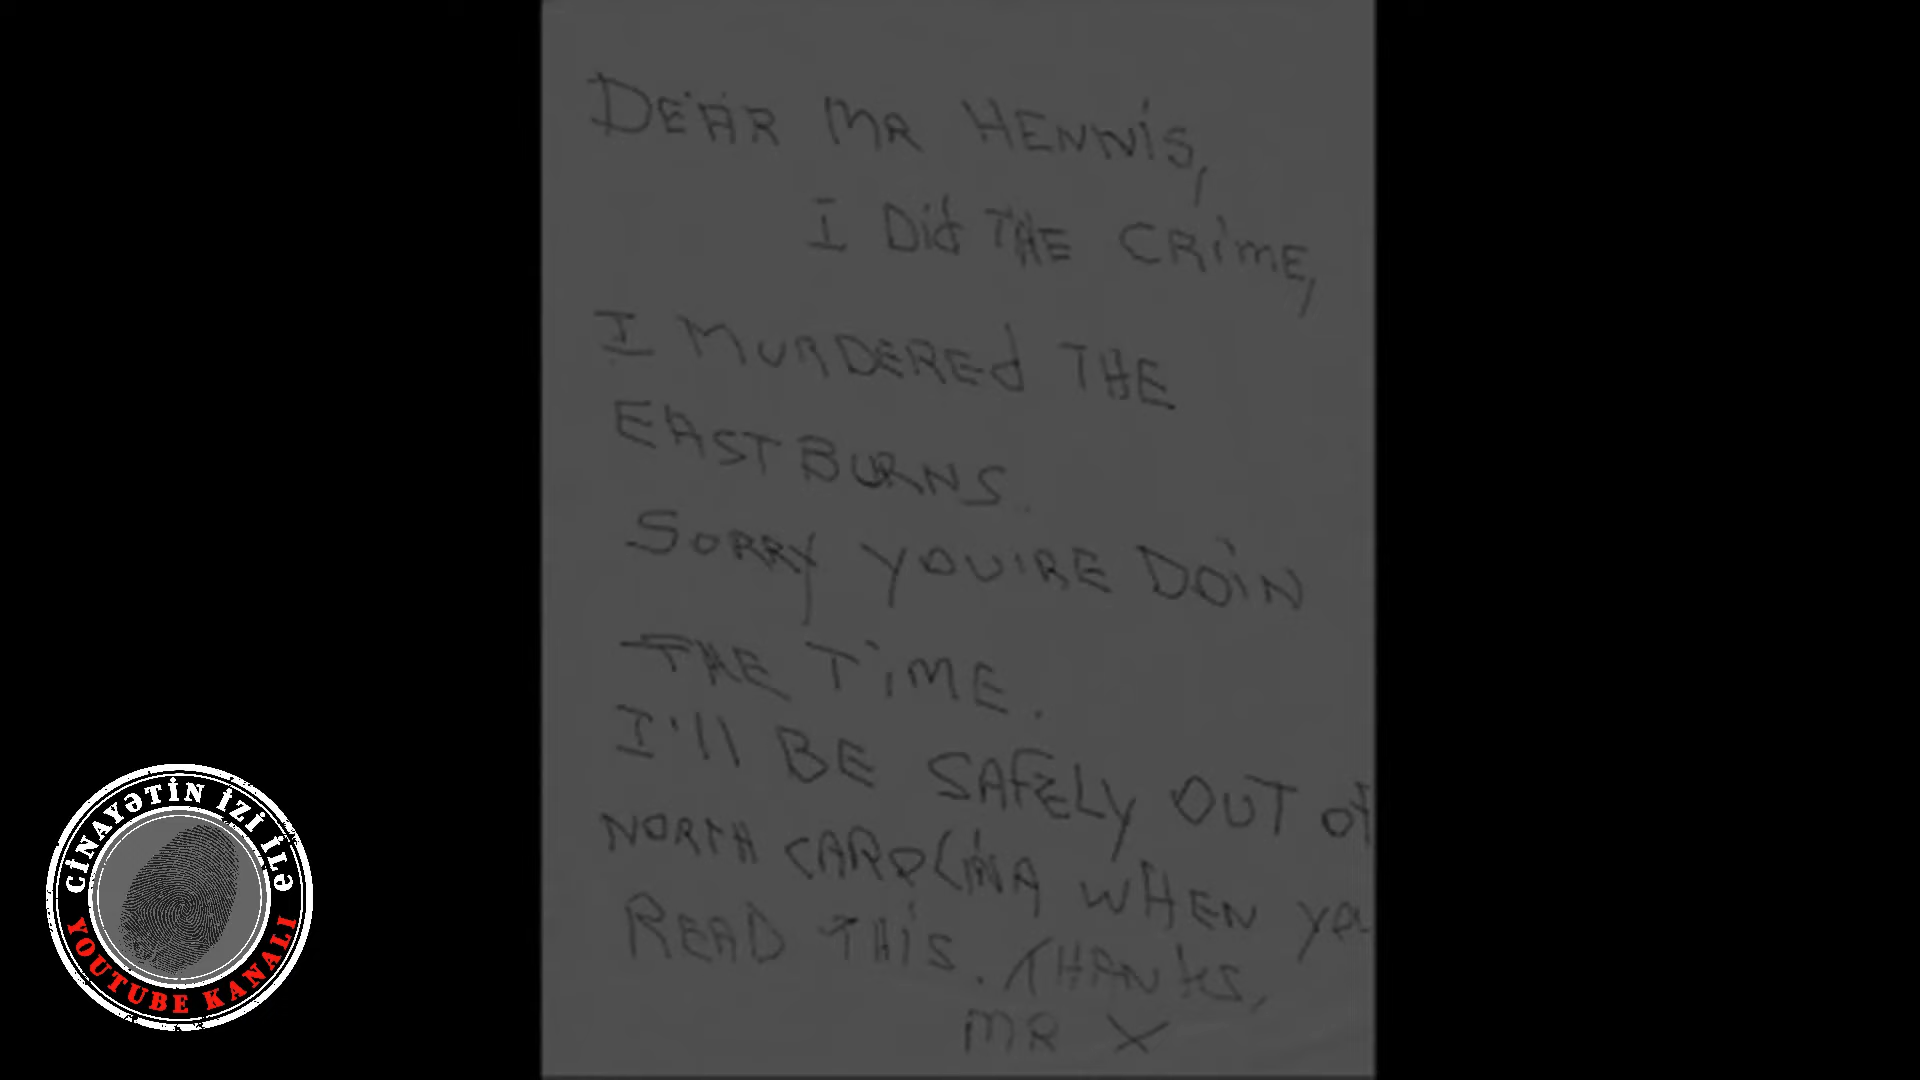 DEAR MR HENNiS,
I Did THE CRimE,
I MURDERED THE
EASTBURNS.
SORRY YOU'RE DOiN
THE TiME.
I'll BE SAFELY OUT Of
NORTH CAROLiNA WHEN YOU
READ THiS. THANKS,
MR X
CİNAYƏTİN İZİ İLƏ
YOUTUBE KANALI